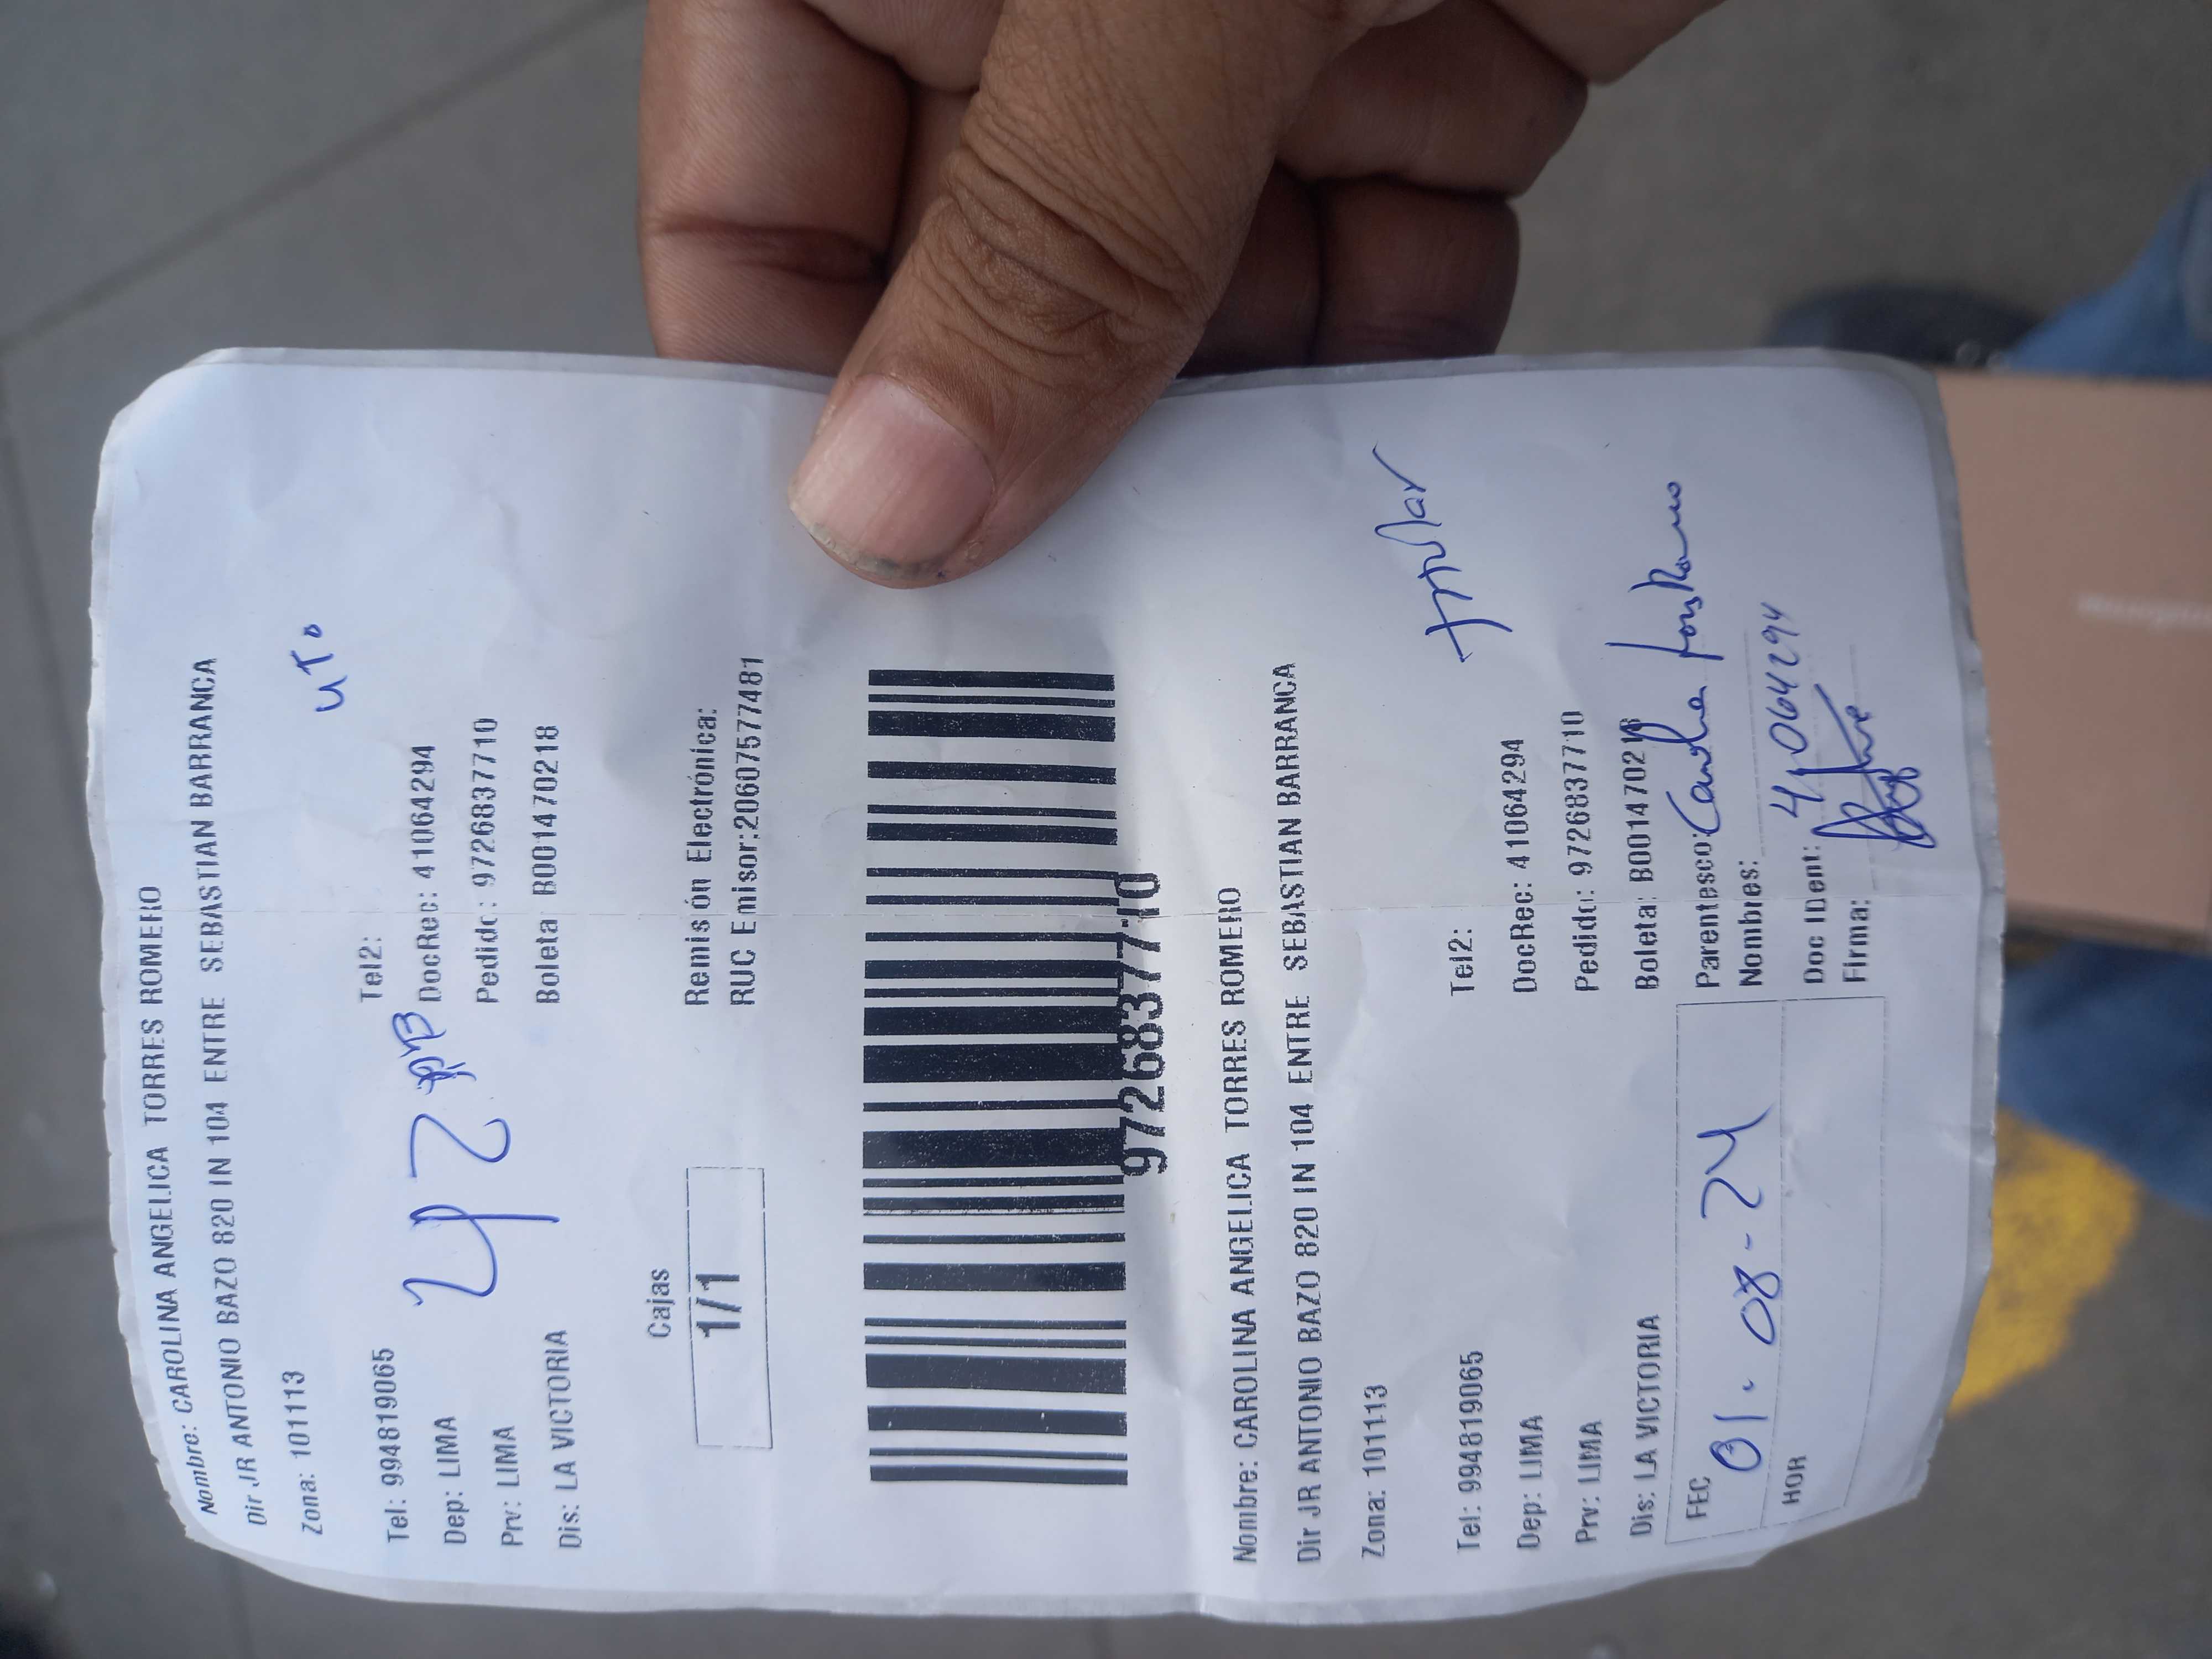 Nombre: CAROLINA ANGELICA TORRES ROMERO
Dir JR ANTONIO BAZO 820 IN 104 ENTRE SEBASTIAN BARRANCA
Zona: 101113
UT°
Tel: 994819065 Tel2:
Dep: LIMA DocRec: 41064294
42
Prv: LIMA Pedido: 9726837710
Dis: LA VICTORIA Boleta B001470218
Cajas
1/1
Remisión Electrónica:
RUC Emisor:20607577481
9726837710
Nombre: CAROLINA ANGELICA TORRES ROMERO
Dir JR ANTONIO BAZO 820 IN 104 ENTRE SEBASTIAN BARRANCA
Zona: 101113
Tel: 994819065 Tel2:
Dep: LIMA DocRec: 41064294
Prv: LIMA Pedido: 9726837710
Dis: LA VICTORIA Boleta: B001470218
FEC 01.08-24
HOR
Parentesco:
Nombres:
Doc Ident: 41064294
Firma: